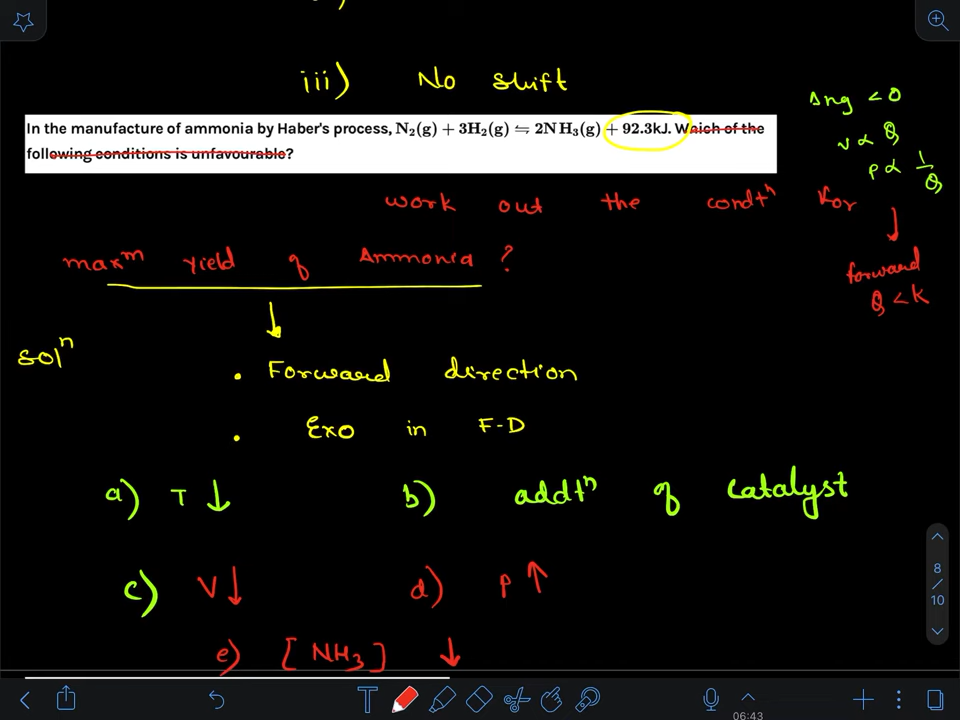 iii) No shift
In the manufacture of ammonia by Haber's process, N₂(g) + 3H₂(g) ⇋ 2NH₃(g) + 92.3kJ. Which of the
following conditions is unfavourable?
Δng < 0
v ∝ Q
P ∝ 1/Q
↓
forward
Q < K
work out the condtⁿ for
maxᵐ yield of Ammonia ?
↓
solⁿ
• Forward direction
• Exo in F-D
a) T ↓ b) addtⁿ of catalyst
c) V ↓ d) P ↑
e) [NH₃] ↓
8
/
10
T
06:43